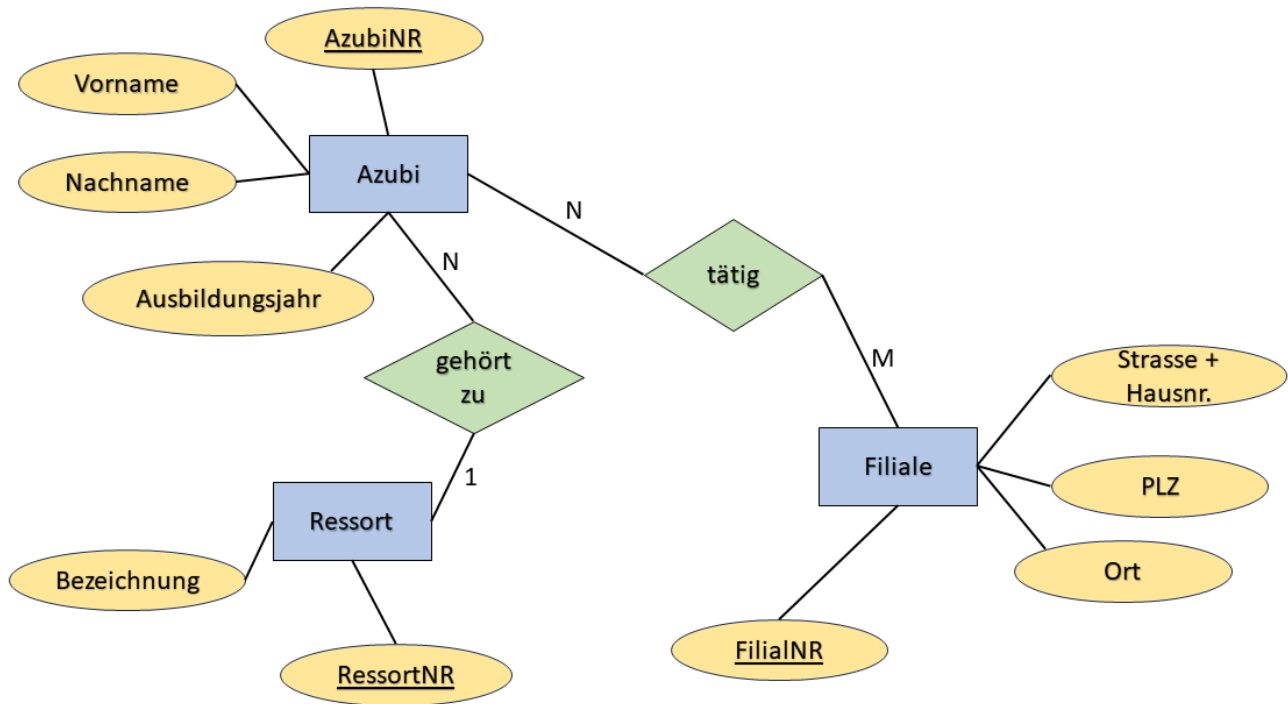 AzubiNR
Vorname
Azubi
Nachname
N
N
tätig
Ausbildungsjahr
gehört
zu
M
Strasse +
Hausnr.
1
Filiale
PLZ
Ressort
Bezeichnung
Ort
FilialNR
RessortNR